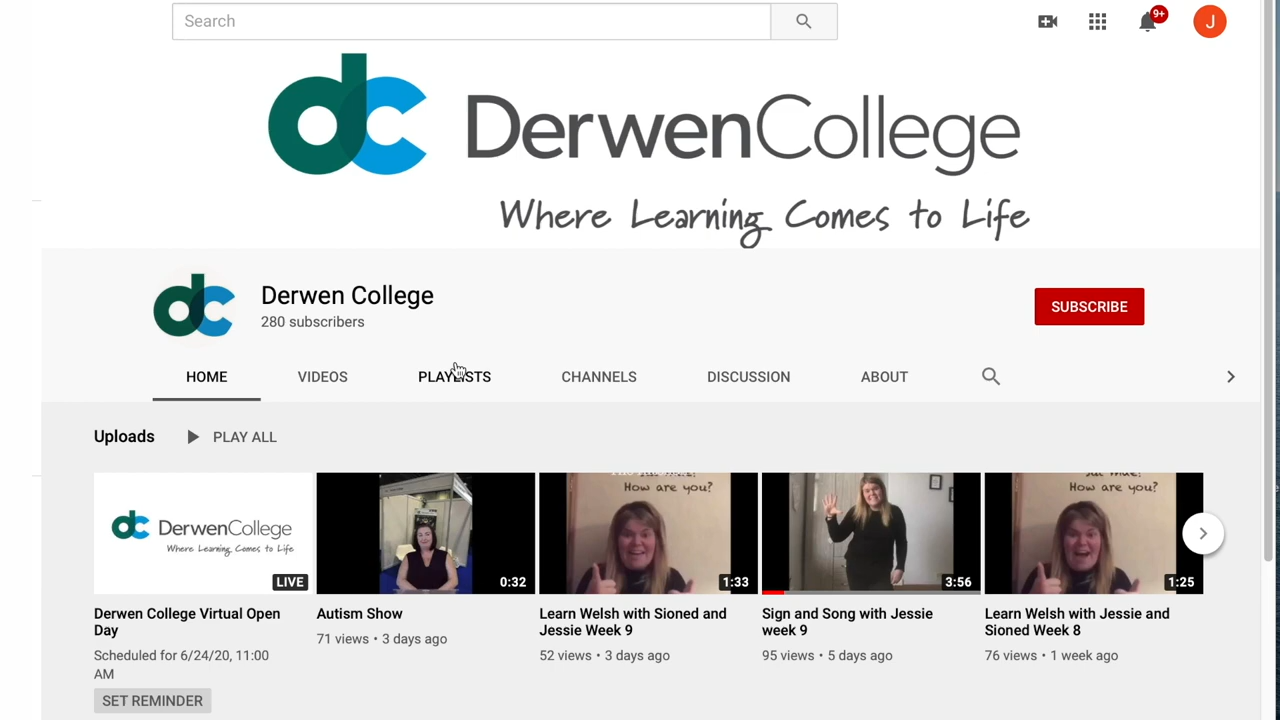 Search
9+
J
dc DerwenCollege
Where Learning Comes to Life
dc
Derwen College
280 subscribers
SUBSCRIBE
HOME VIDEOS PLAYLISTS CHANNELS DISCUSSION ABOUT
Uploads PLAY ALL
dc DerwenCollege
Where Learning Comes to Life
LIVE
Derwen College Virtual Open
Day
Scheduled for 6/24/20, 11:00
AM
SET REMINDER
0:32
Autism Show
71 views • 3 days ago
How are you?
1:33
Learn Welsh with Sioned and
Jessie Week 9
52 views • 3 days ago
3:56
Sign and Song with Jessie
week 9
95 views • 5 days ago
How are you?
1:25
Learn Welsh with Jessie and
Sioned Week 8
76 views • 1 week ago